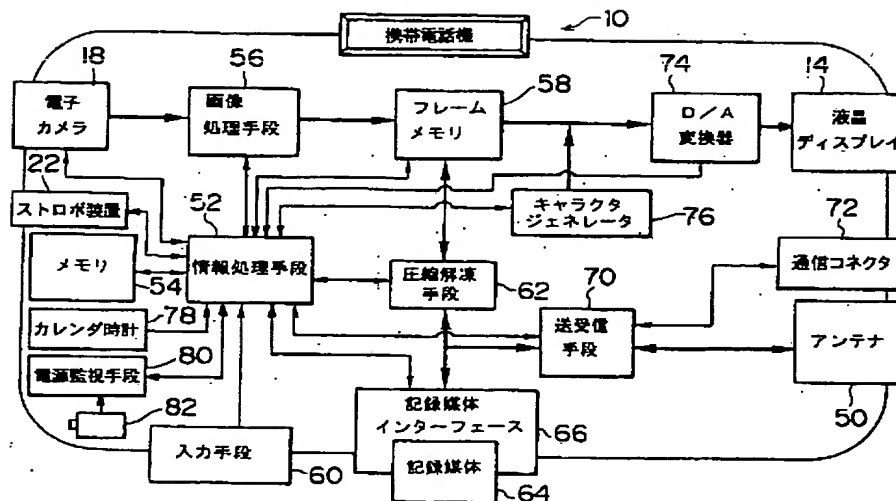 携帯電話機
10
18
56
58
74
14
電子
カメラ
画像
処理手段
フレーム
メモリ
D/A
変換器
液晶
ディスプレイ
22
ストロボ装置
52
キャラクタ
ジェネレータ
76
72
メモリ
54
情報処理手段
圧縮解凍
手段
62
70
送受信
手段
通信コネクタ
カレンダ時計
78
電源監視手段
80
アンテナ
50
82
入力手段
60
記録媒体
インターフェース
66
記録媒体
64